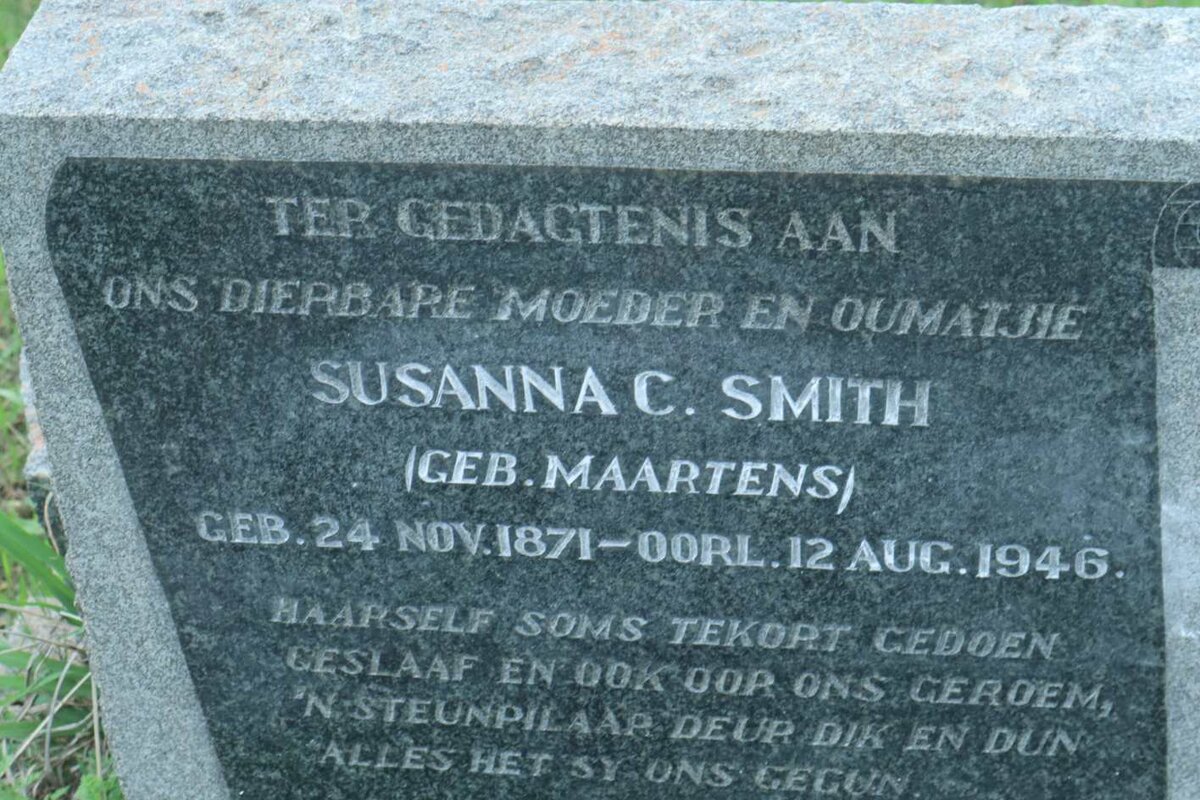 TER GEDAGTENIS AAN
ONS DIERBARE MOEDER EN OUMATJIE
SUSANNA C. SMITH
(GEB. MAARTENS)
GEB. 24 NOV. 1871 – OORL. 12 AUG. 1946.
HAARSELF SOMS TEKORT GEDOEN
GESLAAF EN OOK OOR ONS GEROEM,
'N STEUNPILAAR DEUR DIK EN DUN
ALLES HET SY ONS GEGUN